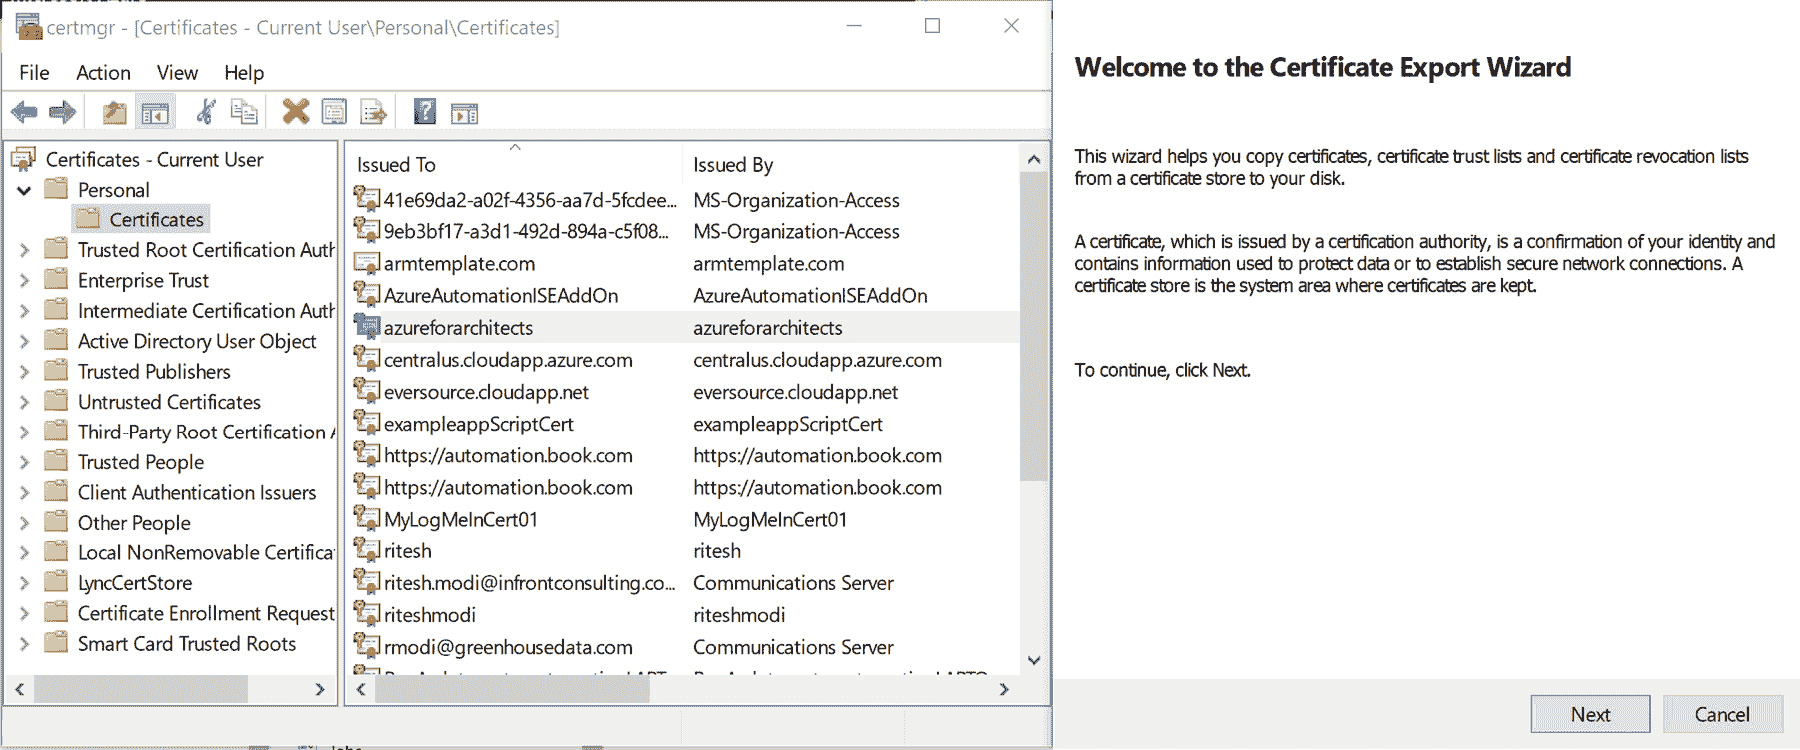 certmgr - [Certificates - Current User\Personal\Certificates]
File Action View Help
Certificates - Current User
Personal
Certificates
Trusted Root Certification Auth
Enterprise Trust
Intermediate Certification Auth
Active Directory User Object
Trusted Publishers
Untrusted Certificates
Third-Party Root Certification A
Trusted People
Client Authentication Issuers
Other People
Local NonRemovable Certifica
LyncCertStore
Certificate Enrollment Request
Smart Card Trusted Roots
Issued To Issued By
41e69da2-a02f-4356-aa7d-5fcdee... MS-Organization-Access
9eb3bf17-a3d1-492d-894a-c5f08... MS-Organization-Access
armtemplate.com armtemplate.com
AzureAutomationISEAddOn AzureAutomationISEAddOn
azureforarchitects azureforarchitects
centralus.cloudapp.azure.com centralus.cloudapp.azure.com
eversource.cloudapp.net eversource.cloudapp.net
exampleappScriptCert exampleappScriptCert
https://automation.book.com https://automation.book.com
https://automation.book.com https://automation.book.com
MyLogMeInCert01 MyLogMeInCert01
ritesh ritesh
ritesh.modi@infrontconsulting.co... Communications Server
riteshmodi riteshmodi
rmodi@greenhousedata.com Communications Server
Welcome to the Certificate Export Wizard
This wizard helps you copy certificates, certificate trust lists and certificate revocation lists
from a certificate store to your disk.
A certificate, which is issued by a certification authority, is a confirmation of your identity and
contains information used to protect data or to establish secure network connections. A
certificate store is the system area where certificates are kept.
To continue, click Next.
Next Cancel